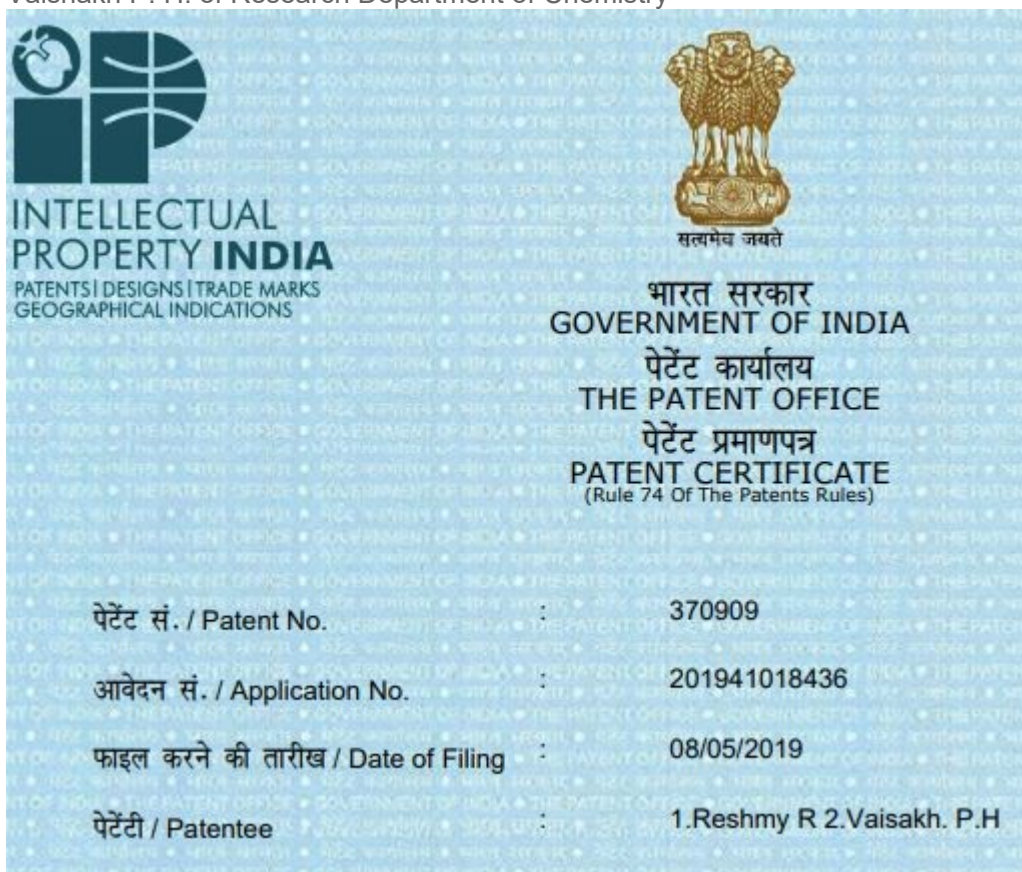 Vaishakh P. H. of Research Department of Chemistry
INTELLECTUAL
PROPERTY INDIA
PATENTS | DESIGNS | TRADE MARKS
GEOGRAPHICAL INDICATIONS
सत्यमेव जयते
भारत सरकार
GOVERNMENT OF INDIA
पेटेंट कार्यालय
THE PATENT OFFICE
पेटेंट प्रमाणपत्र
PATENT CERTIFICATE
(Rule 74 Of The Patents Rules)
पेटेंट सं. / Patent No. : 370909
आवेदन सं. / Application No. : 201941018436
फाइल करने की तारीख / Date of Filing : 08/05/2019
पेटेंटी / Patentee : 1.Reshmy R 2.Vaisakh. P.H